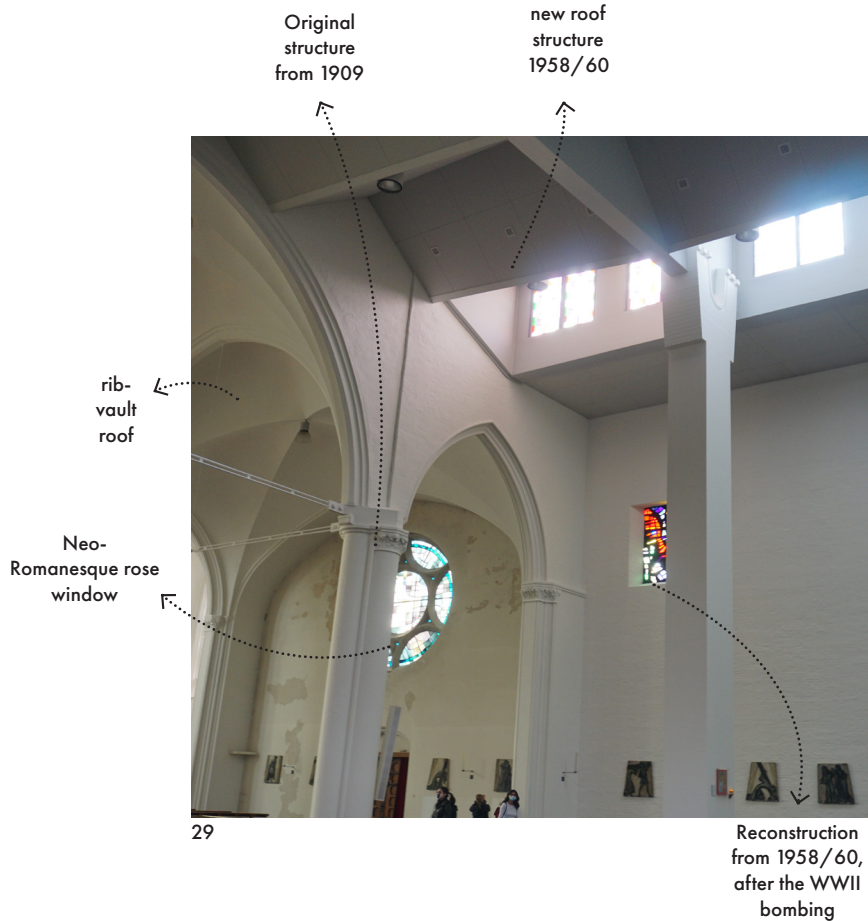 Original
structure
from 1909
new roof
structure
1958/60
rib-
vault
roof
Neo-
Romanesque rose
window
29
Reconstruction
from 1958/60,
after the WWII
bombing